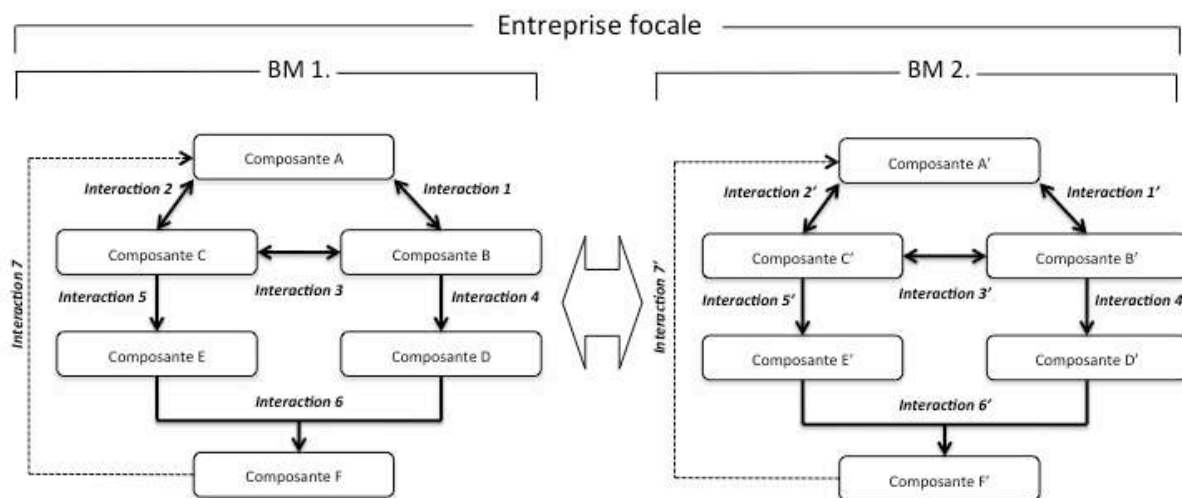 Entreprise focale
BM 1.
BM 2.
Composante A
Interaction 2
Interaction 1
Composante C
Composante B
Interaction 3
Interaction 5
Interaction 4
Interaction 7
Composante E
Composante D
Interaction 6
Composante F
Composante A'
Interaction 2'
Interaction 1'
Composante C'
Composante B'
Interaction 3'
Interaction 5'
Interaction 4
Interaction 7'
Composante E'
Composante D'
Interaction 6'
Composante F'